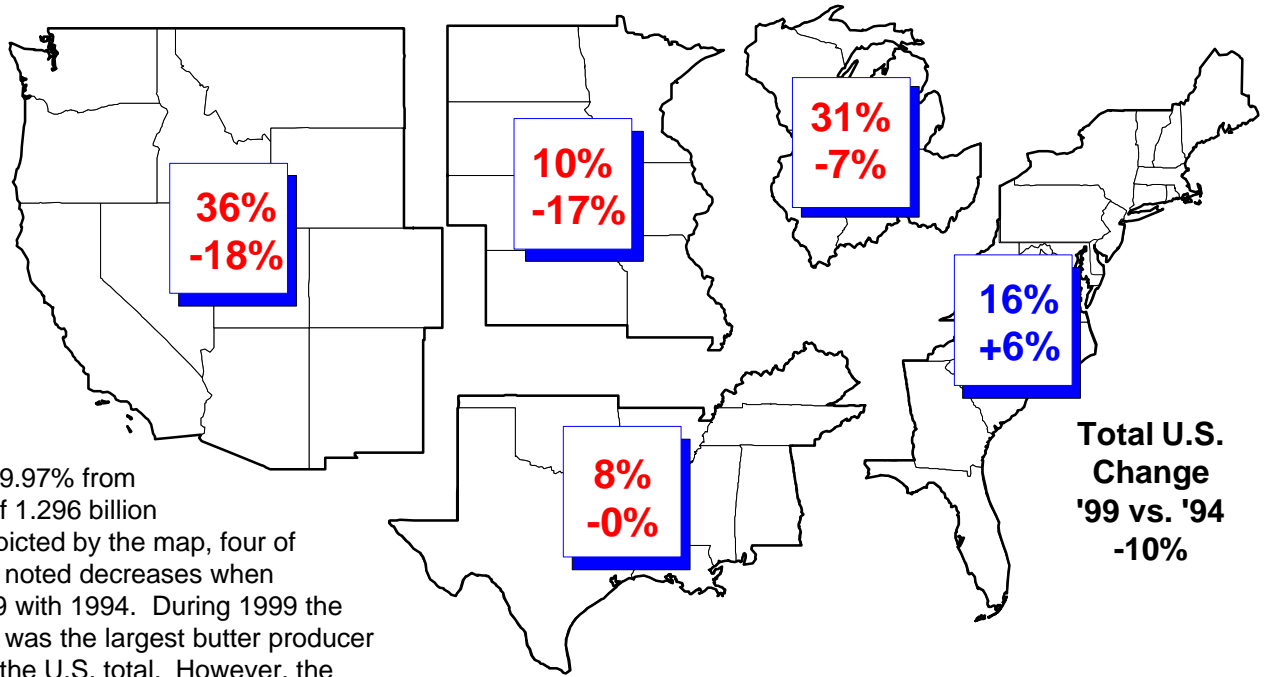 36%
-18%
10%
-17%
31%
-7%
16%
+6%
8%
-0%
Total U.S.
Change
'99 vs. '94
-10%
9.97% from
1.296 billion
by the map, four of
noted decreases when
with 1994. During 1999 the
was the largest butter producer
the U.S. total. However, the